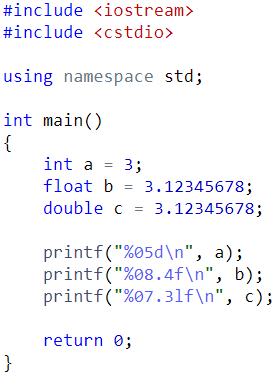 #include <iostream>
#include <cstdio>
using namespace std;
int main()
{
    int a = 3;
    float b = 3.12345678;
    double c = 3.12345678;
    printf("%05d\n", a);
    printf("%08.4f\n", b);
    printf("%07.3lf\n", c);
    return 0;
}